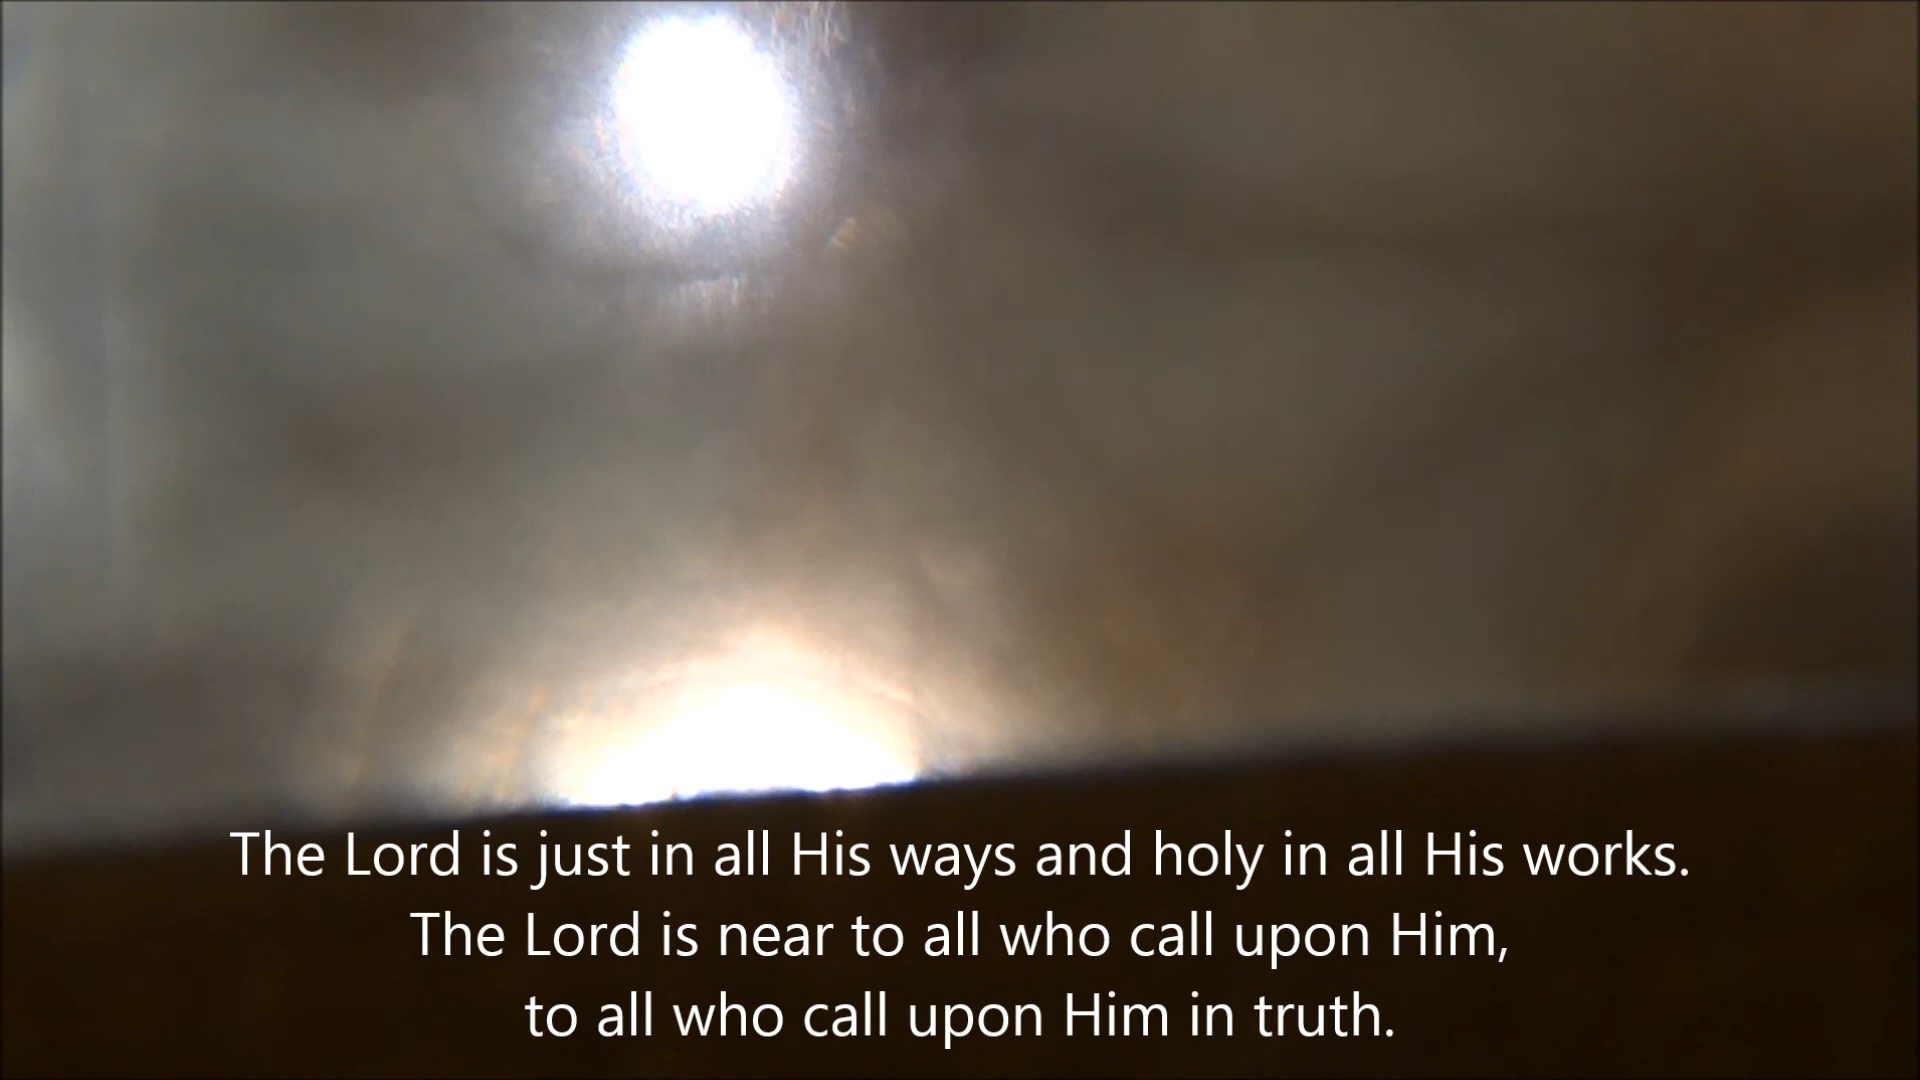 The Lord is just in all His ways and holy in all His works.
The Lord is near to all who call upon Him,
to all who call upon Him in truth.